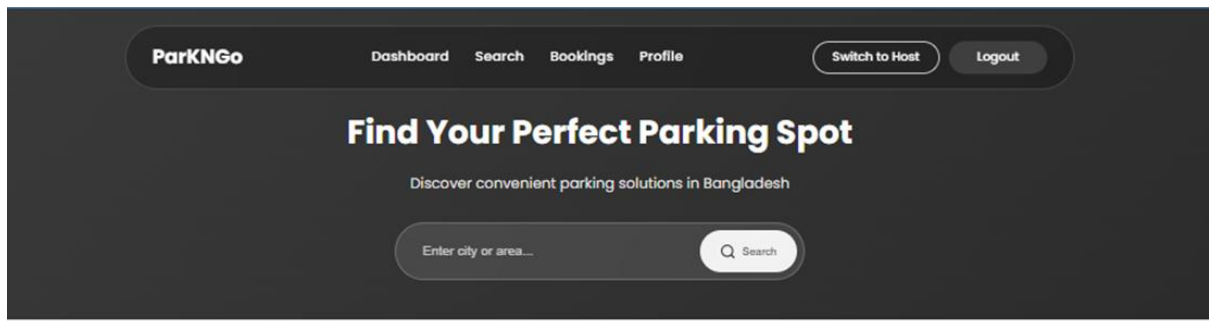 ParKNGo Dashboard Search Bookings Profile Switch to Host Logout
Find Your Perfect Parking Spot
Discover convenient parking solutions in Bangladesh
Enter city or area... Search